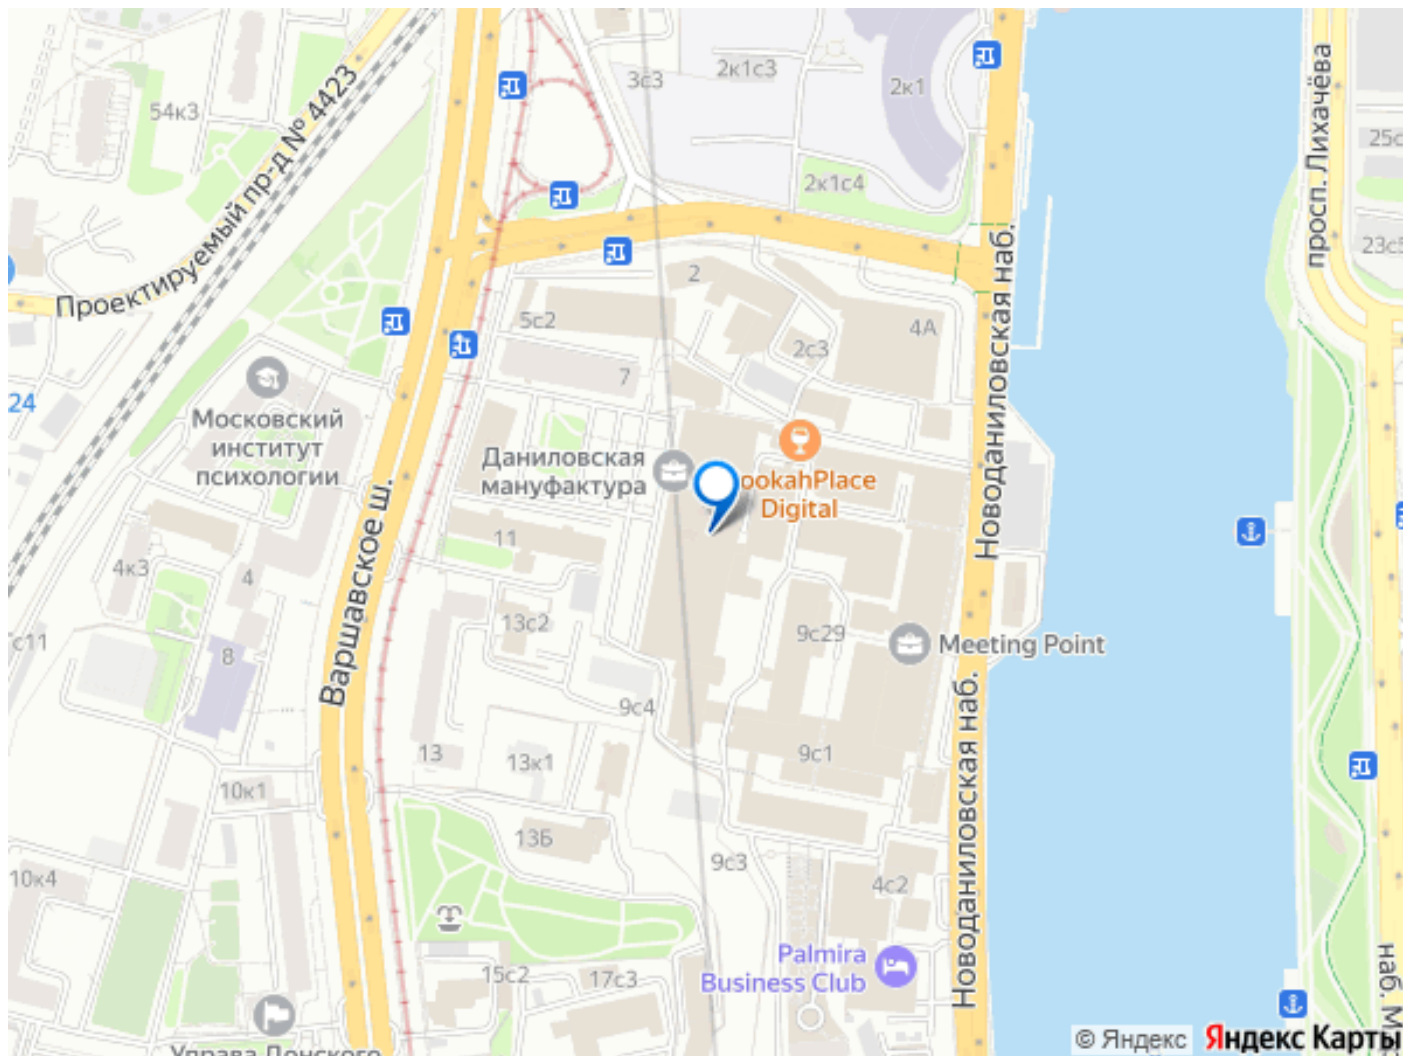 3с3
2к1с3
2к1
54к3
Проектируемый пр-д № 4423
просп. Лихачёва
25с
2к1с4
23с5
Новоданиловская наб.
2
5с2
4А
2с3
7
24
Московский
институт
психологии
Даниловская
мануфактура
ookahPlace
Digital
Варшавское ш.
11
4к3
4
13с2
9с29
Meeting Point
с11
8
9с4
Новоданиловская наб.
13
13к1
9с1
10к1
13Б
9с3
10к4
4с2
Palmira
Business Club
15с2
17с3
наб. М
Управа Донского
© Яндекс Яндекс Карты